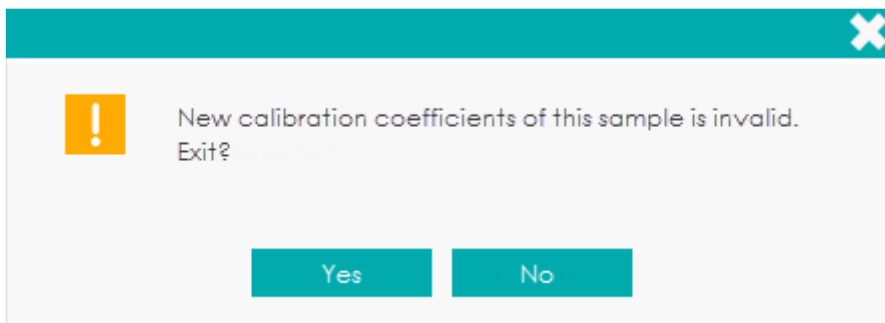 New calibration coefficients of this sample is invalid.
Exit?
Yes No